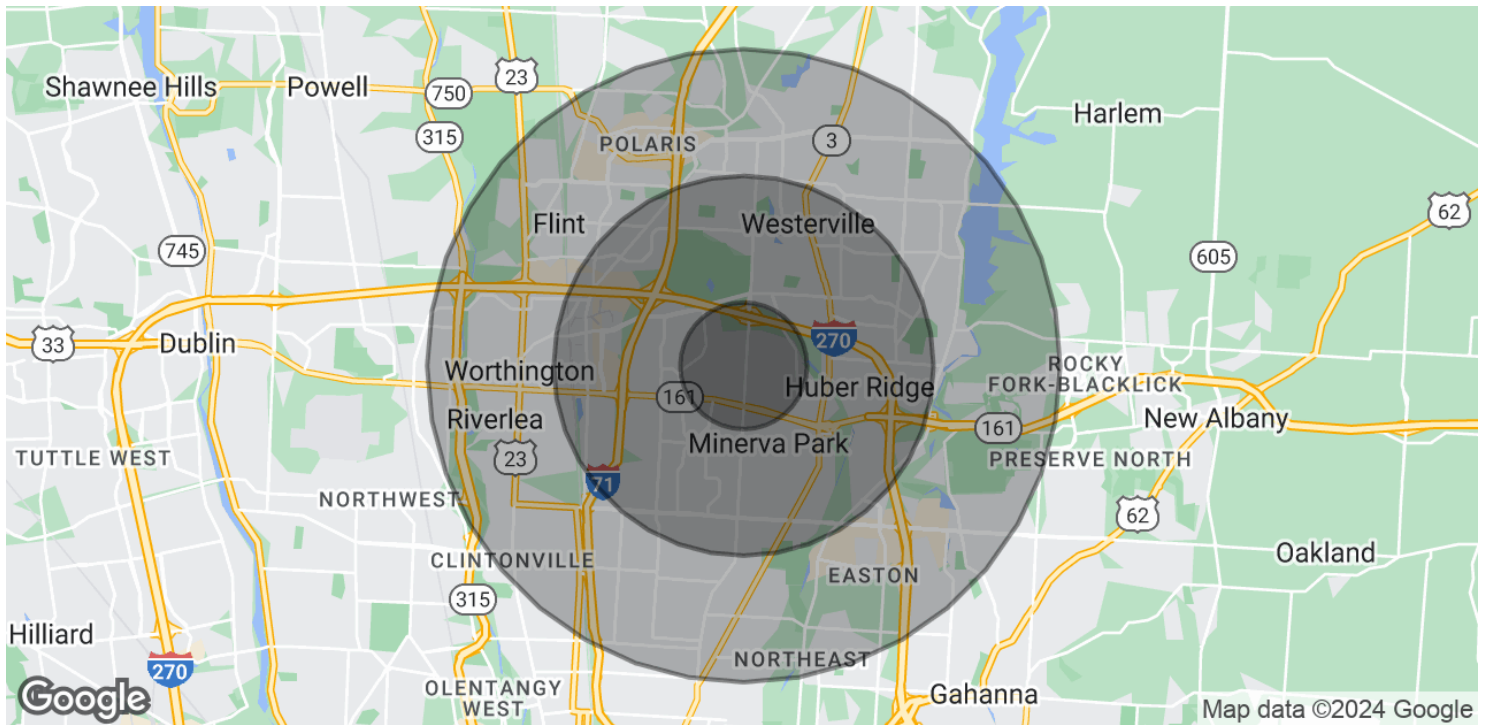 Shawnee Hills
Powell
23
750
315
Harlem
3
POLARIS
62
Flint
Westerville
745
605
33
Dublin
270
Worthington
161
Huber Ridge
ROCKY
FORK-BLACKLICK
Riverlea
New Albany
161
Minerva Park
TUTTLE WEST
23
PRESERVE NORTH
71
NORTHWEST
62
CLINTONVILLE
Oakland
EASTON
315
Hilliard
NORTHEAST
270
OLENTANGY
WEST
Gahanna
Google
Map data ©2024 Google